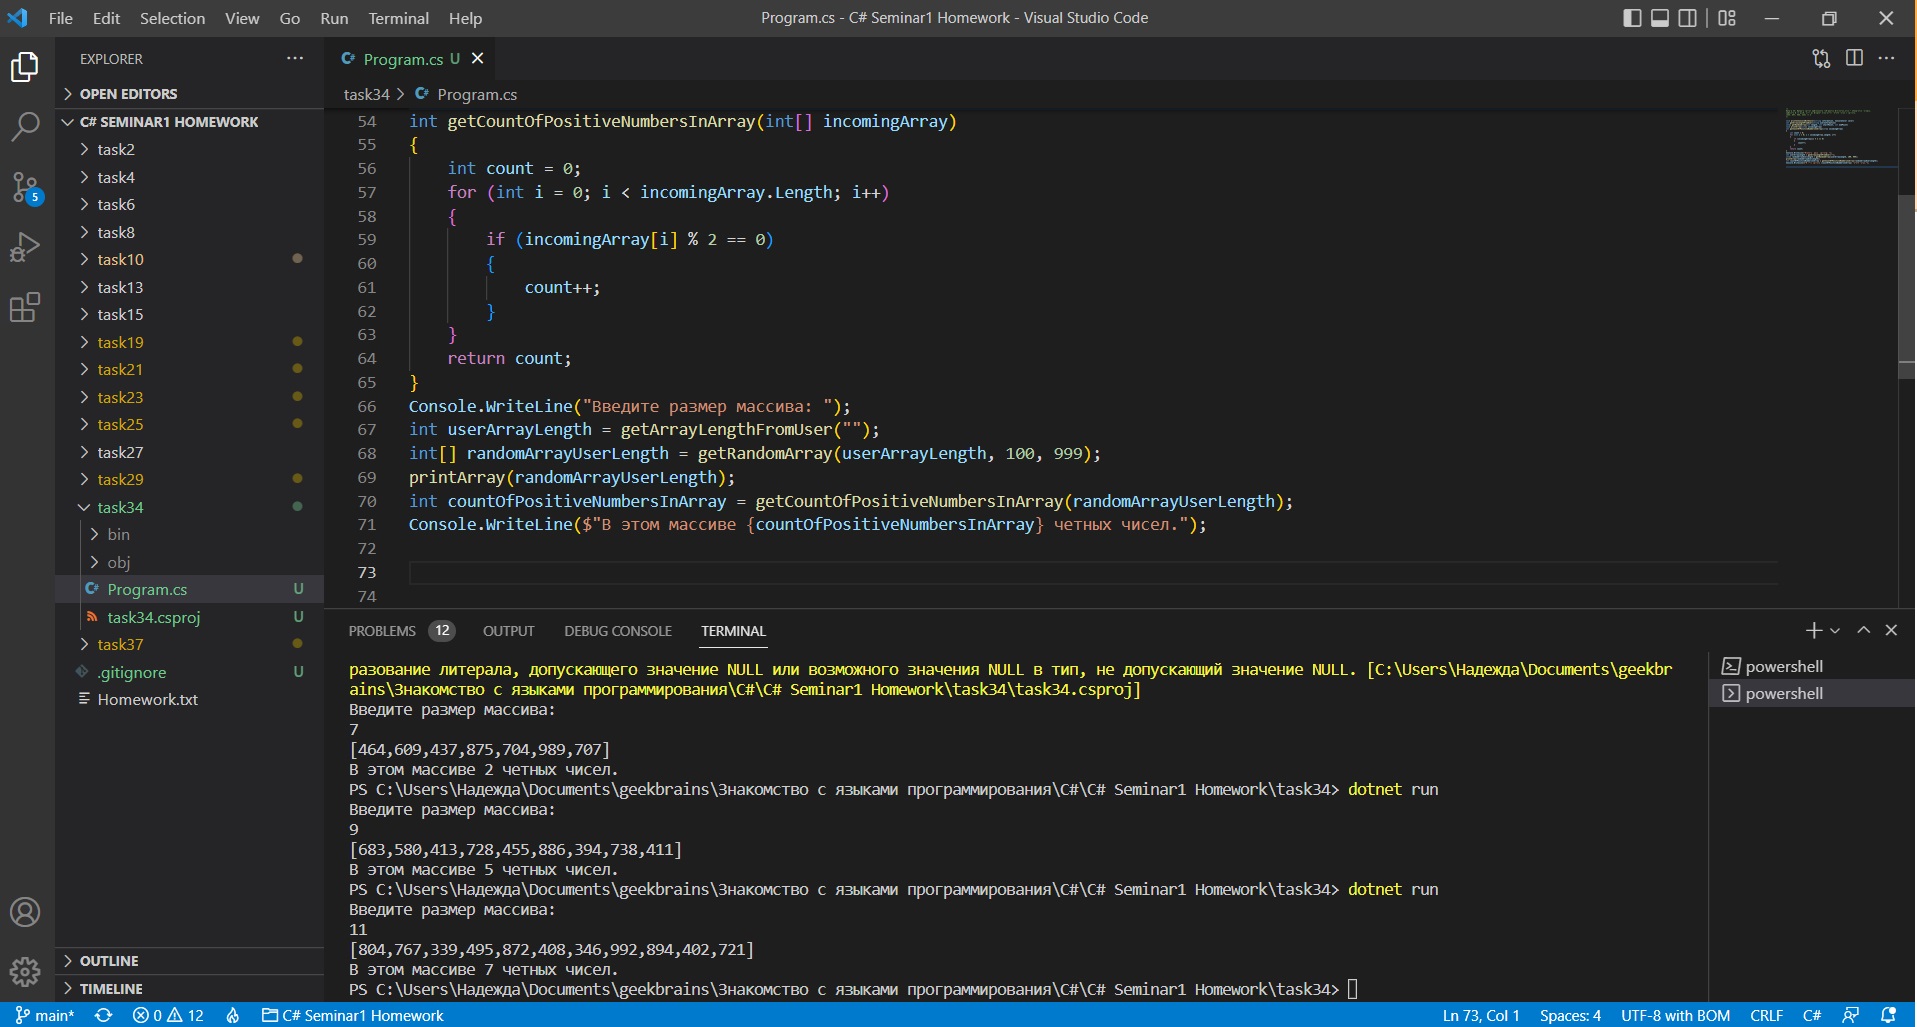 File Edit Selection View Go Run Terminal Help
Program.cs - C# Seminar1 Homework - Visual Studio Code
EXPLORER
OPEN EDITORS
C# SEMINAR1 HOMEWORK
task2
task4
task6
task8
task10
task13
task15
task19
task21
task23
task25
task27
task29
task34
bin
obj
Program.cs U
task34.csproj U
task37
.gitignore U
Homework.txt
OUTLINE
TIMELINE
5
Program.cs U
task34 > Program.cs
54 int getCountOfPositiveNumbersInArray(int[] incomingArray)
55 {
56 int count = 0;
57 for (int i = 0; i < incomingArray.Length; i++)
58 {
59 if (incomingArray[i] % 2 == 0)
60 {
61 count++;
62 }
63 }
64 return count;
65 }
66 Console.WriteLine("Введите размер массива: ");
67 int userArrayLength = getArrayLengthFromUser("");
68 int[] randomArrayUserLength = getRandomArray(userArrayLength, 100, 999);
69 printArray(randomArrayUserLength);
70 int countOfPositiveNumbersInArray = getCountOfPositiveNumbersInArray(randomArrayUserLength);
71 Console.WriteLine($"В этом массиве {countOfPositiveNumbersInArray} четных чисел.");
72
73
74
PROBLEMS 12 OUTPUT DEBUG CONSOLE TERMINAL
разование литерала, допускающего значение NULL или возможного значения NULL в тип, не допускающий значение NULL. [C:\Users\Надежда\Documents\geekbr
ains\Знакомство с языками программирования\C#\C# Seminar1 Homework\task34\task34.csproj]
Введите размер массива:
7
[464,609,437,875,704,989,707]
В этом массиве 2 четных чисел.
PS C:\Users\Надежда\Documents\geekbrains\Знакомство с языками программирования\C#\C# Seminar1 Homework\task34> dotnet run
Введите размер массива:
9
[683,580,413,728,455,886,394,738,411]
В этом массиве 5 четных чисел.
PS C:\Users\Надежда\Documents\geekbrains\Знакомство с языками программирования\C#\C# Seminar1 Homework\task34> dotnet run
Введите размер массива:
11
[804,767,339,495,872,408,346,992,894,402,721]
В этом массиве 7 четных чисел.
PS C:\Users\Надежда\Documents\geekbrains\Знакомство с языками программирования\C#\C# Seminar1 Homework\task34>
powershell
powershell
main* 0 12 C# Seminar1 Homework
Ln 73, Col 1 Spaces: 4 UTF-8 with BOM CRLF C#